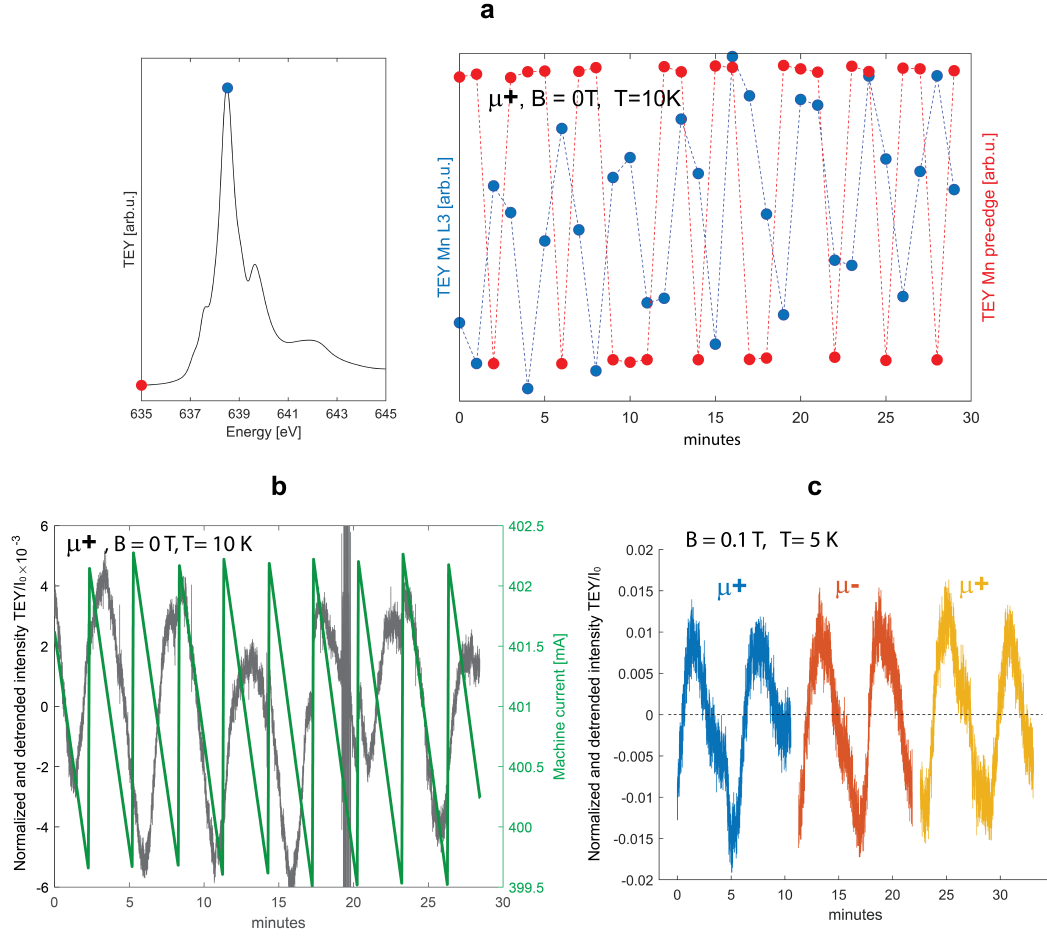 a
TEY [arb.u.]
635 637 639 641 643 645
Energy [eV]
μ+, B = 0T, T=10K
TEY Mn L3 [arb.u.]
TEY Mn pre-edge [arb.u.]
0 5 10 15 20 25 30
minutes
b
μ+ , B = 0 T, T= 10 K
Normalized and detrended intensity TEY/I₀ × 10⁻³
6
4
2
0
-2
-4
-6
402.5
402
401.5
401
400.5
400
399.5
Machine current [mA]
0 5 10 15 20 25 30
minutes
c
B = 0.1 T, T= 5 K
μ+ μ- μ+
Normalized and detrended intensity TEY/I₀
0.02
0.015
0.01
0.005
0
-0.005
-0.01
-0.015
-0.02
0 5 10 15 20 25 30
minutes